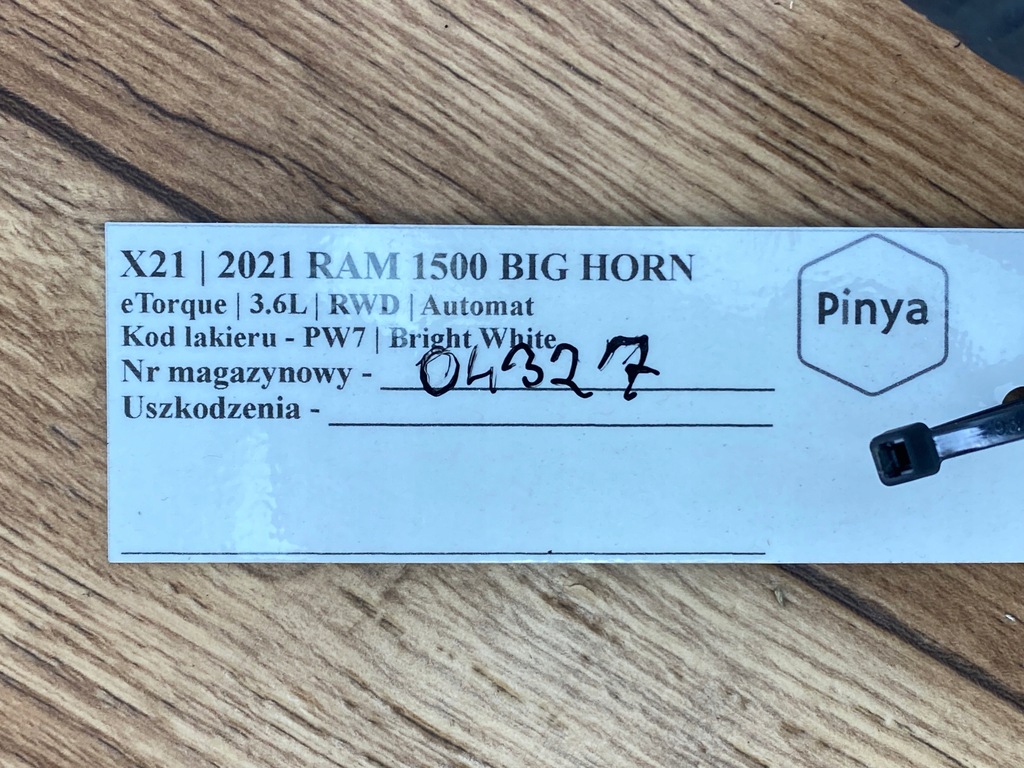 X21 | 2021 RAM 1500 BIG HORN
eTorque | 3.6L | RWD | Automat
Kod lakieru - PW7 | Bright White
Nr magazynowy - 04327
Uszkodzenia -
Pinya